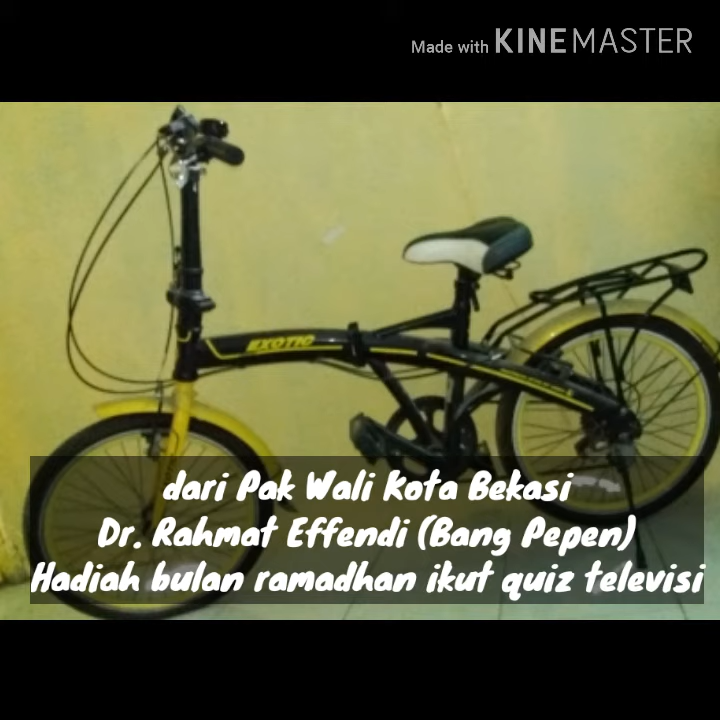 Made with KINEMASTER
EXOTIC
dari Pak Wali Kota Bekasi
Dr. Rahmat Effendi (Bang Pepen)
Hadiah bulan ramadhan ikut quiz televisi